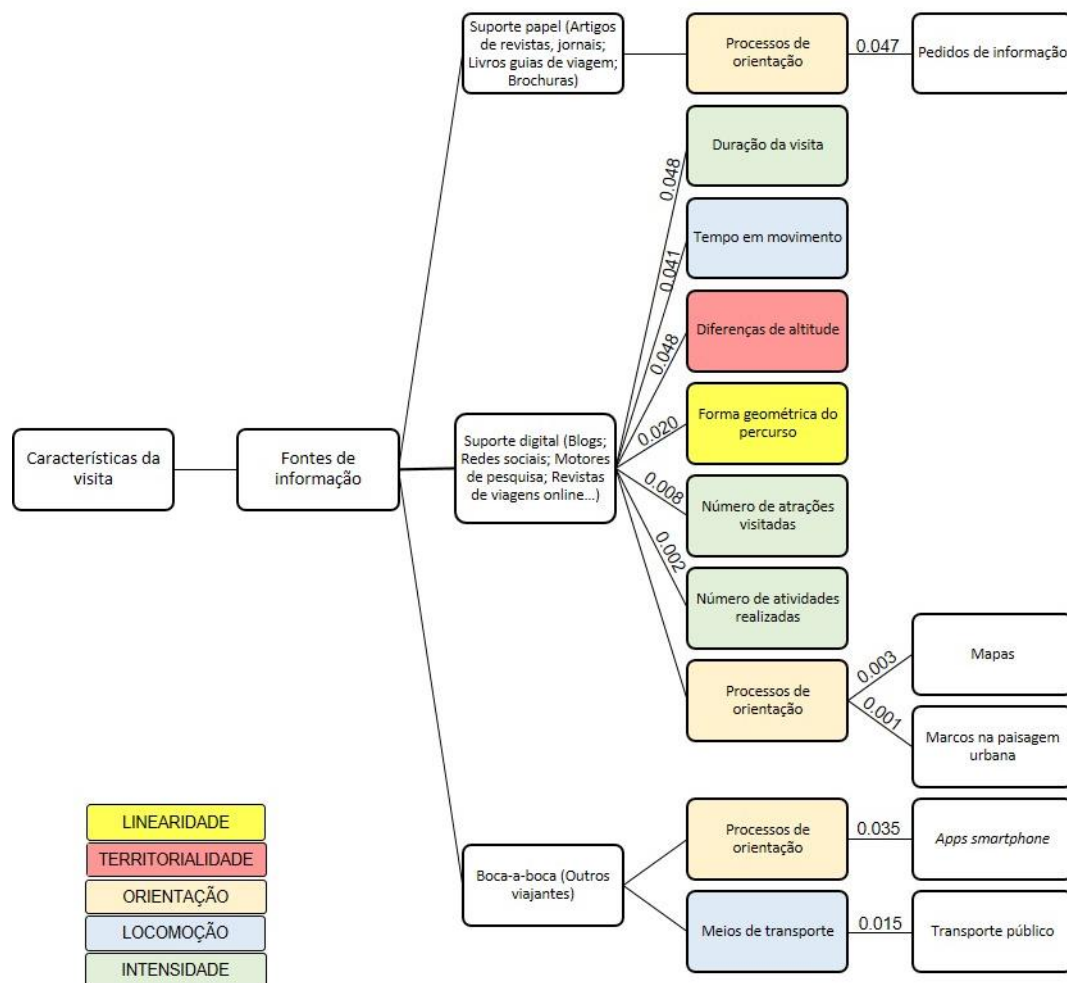 Suporte papel (Artigos
de revistas, jornais;
Livros guias de viagem;
Brochuras)
Processos de
orientação
0.047
Pedidos de informação
0.048
Duração da visita
0.041
Tempo em movimento
0.048
Diferenças de altitude
Características da
visita
Fontes de
informação
Suporte digital (Blogs;
Redes sociais; Motores
de pesquisa; Revistas
de viagens online...)
0.020
Forma geométrica do
percurso
0.008
Número de atrações
visitadas
0.002
Número de atividades
realizadas
Processos de
orientação
0.003
Mapas
0.001
Marcos na paisagem
urbana
Boca-a-boca (Outros
viajantes)
Processos de
orientação
0.035
Apps smartphone
Meios de transporte
0.015
Transporte público
LINEARIDADE
TERRITORIALIDADE
ORIENTAÇÃO
LOCOMOÇÃO
INTENSIDADE